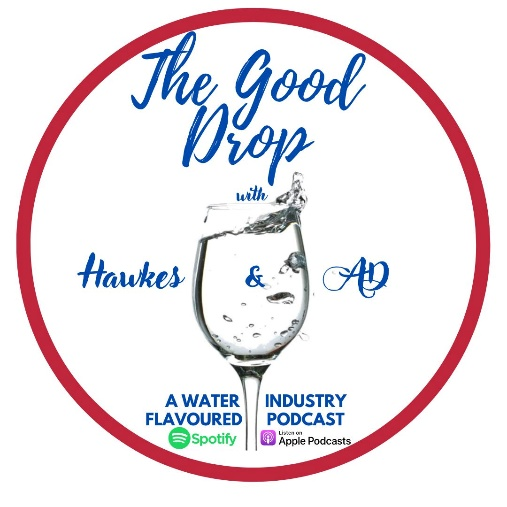 The Good
Drop
with
Hawkes & AD
A WATER INDUSTRY
FLAVOURED PODCAST
Spotify
Listen on
Apple Podcasts